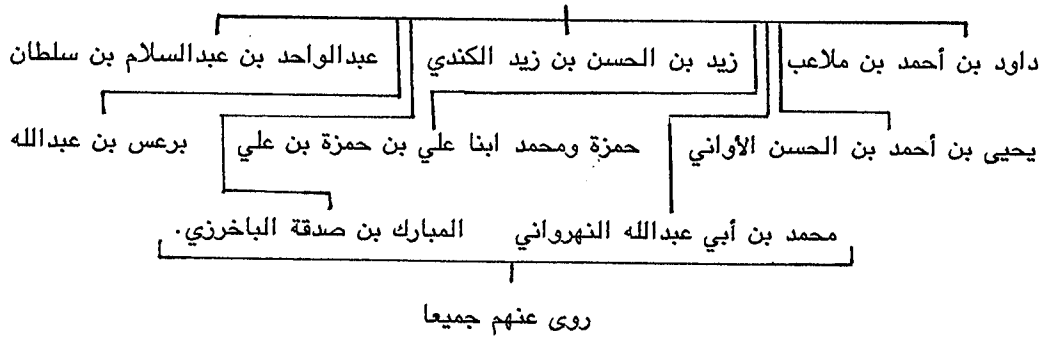 داود بن أحمد بن ملاعب زيد بن الحسن بن زيد الكندي عبدالواحد بن عبدالسلام بن سلطان
يحيى بن أحمد بن الحسن الأواني حمزة ومحمد ابنا علي بن حمزة بن علي برعس بن عبدالله
محمد بن أبي عبدالله النهرواني المبارك بن صدقة الباخرزي.
روى عنهم جميعا